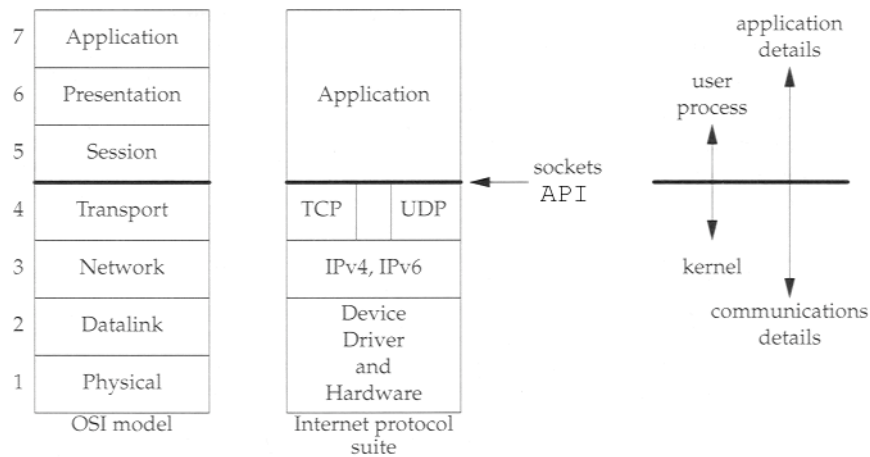 7 Application
6 Presentation
5 Session
4 Transport
3 Network
2 Datalink
1 Physical
OSI model
Application
TCP UDP
IPv4, IPv6
Device
Driver
and
Hardware
Internet protocol
suite
sockets
API
application
details
user
process
kernel
communications
details